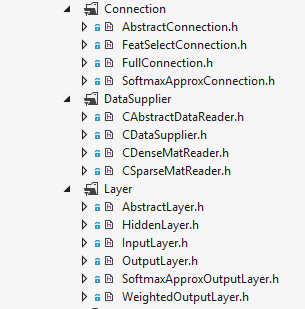 Connection
AbstractConnection.h
FeatSelectConnection.h
FullConnection.h
SoftmaxApproxConnection.h
DataSupplier
CAbstractDataReader.h
CDataSupplier.h
CDenseMatReader.h
CSparseMatReader.h
Layer
AbstractLayer.h
HiddenLayer.h
InputLayer.h
OutputLayer.h
SoftmaxApproxOutputLayer.h
WeightedOutputLayer.h